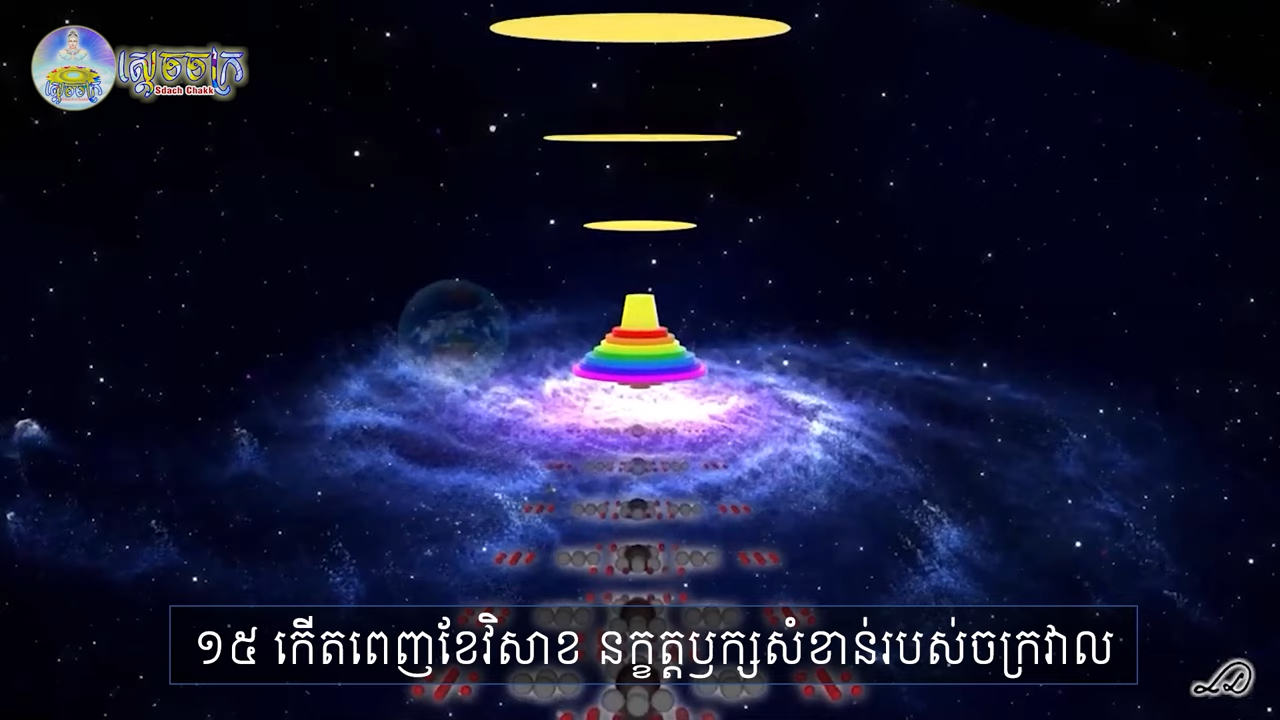 ស្ដេចចក្រ
Sdach Chakk
១៥ កើតពេញខែវិសាខ នក្ខត្តឫក្សសំខាន់របស់ចក្រវាល